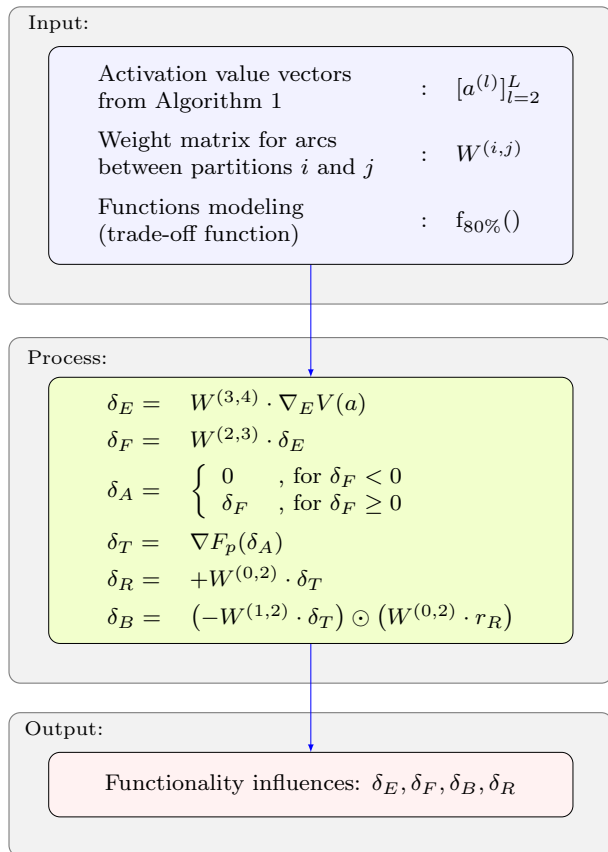 Input:
Activation value vectors
from Algorithm 1 : [a^{(l)}]_{l=2}^{L}
Weight matrix for arcs
between partitions i and j : W^{(i,j)}
Functions modeling
(trade-off function) : f_{80%}()
Process:
δ_E = W^{(3,4)} · ∇_E V(a)
δ_F = W^{(2,3)} · δ_E
δ_A = { 0 , for δ_F < 0
δ_F , for δ_F ≥ 0
δ_T = ∇F_p(δ_A)
δ_R = +W^{(0,2)} · δ_T
δ_B = (−W^{(1,2)} · δ_T) ⊙ (W^{(0,2)} · r_R)
Output:
Functionality influences: δ_E, δ_F, δ_B, δ_R